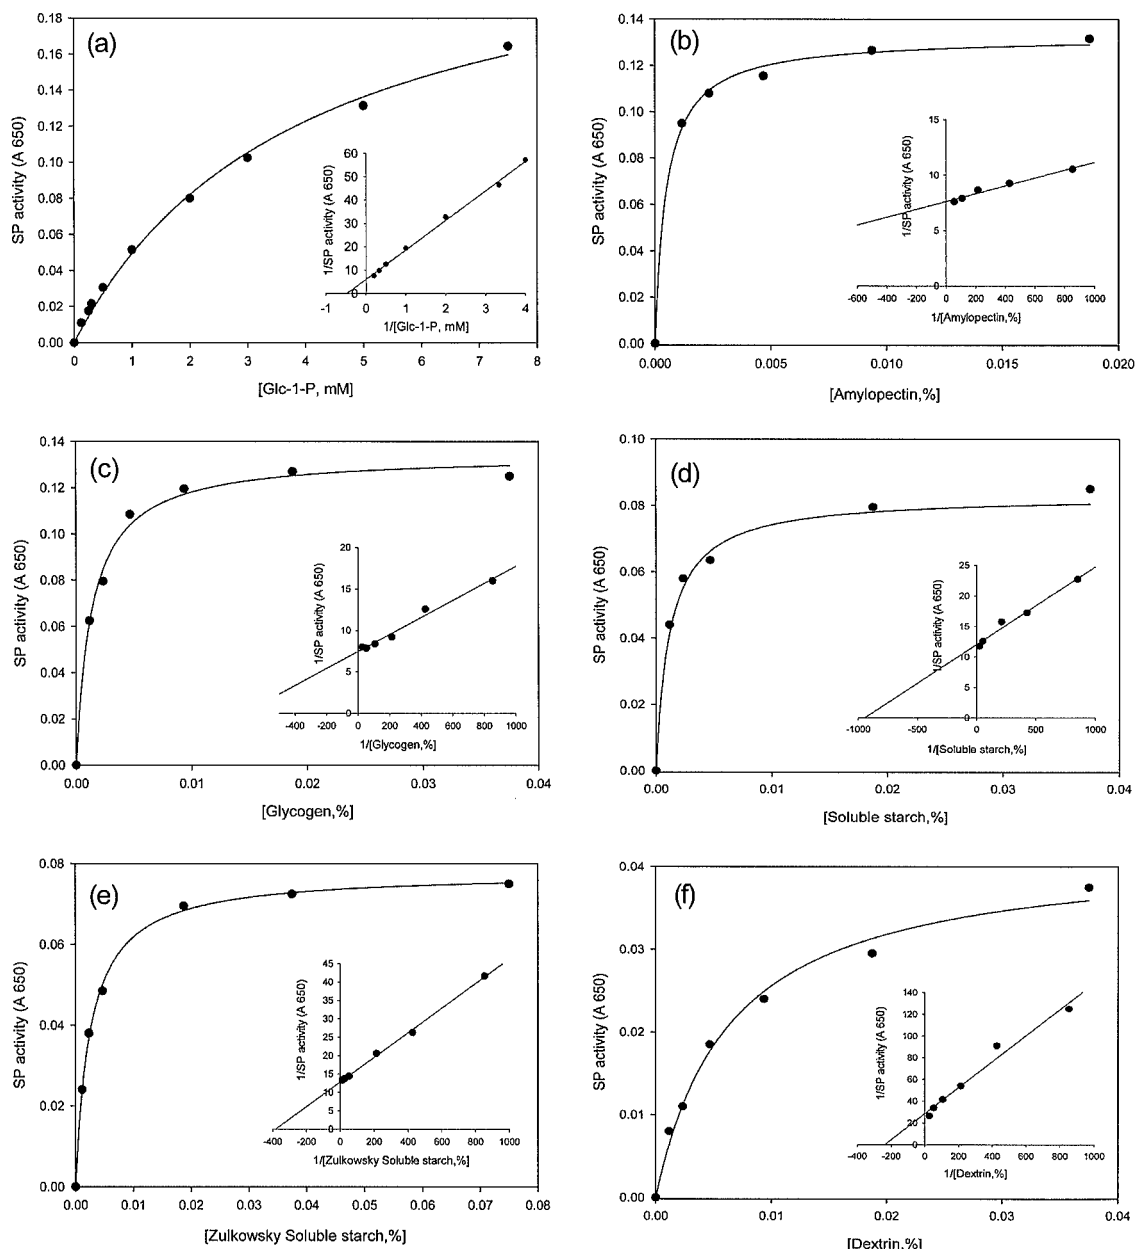 (a)
SP activity (A 650)
0.18
0.16
0.14
0.12
0.10
0.08
0.06
0.04
0.02
0.00
0 1 2 3 4 5 6 7 8
[Glc-1-P, mM]
1/SP activity (A 650)
60
50
40
30
20
10
0
-1 0 1 2 3 4
1/[Glc-1-P, mM]
(b)
SP activity (A 650)
0.14
0.12
0.10
0.08
0.06
0.04
0.02
0.00
0.000 0.005 0.010 0.015 0.020
[Amylopectin,%]
1/SP activity (A 650)
15
10
5
0
-600 -400 -200 0 200 400 600 800 1000
1/[Amylopectin,%]
(c)
SP activity (A 650)
0.14
0.12
0.10
0.08
0.06
0.04
0.02
0.00
0.00 0.01 0.02 0.03 0.04
[Glycogen,%]
1/SP activity (A 650)
20
15
10
5
0
-400 -200 0 200 400 600 800 1000
1/[Glycogen,%]
(d)
SP activity (A 650)
0.10
0.08
0.06
0.04
0.02
0.00
0.00 0.01 0.02 0.03 0.04
[Soluble starch,%]
1/SP activity (A 650)
25
20
15
10
5
0
-1000 -500 0 500 1000
1/[Soluble starch,%]
(e)
SP activity (A 650)
0.08
0.06
0.04
0.02
0.00
0.00 0.01 0.02 0.03 0.04 0.05 0.06 0.07 0.08
[Zulkowsky Soluble starch,%]
1/SP activity (A 650)
45
40
35
30
25
20
15
10
5
0
-400 -200 0 200 400 600 800 1000
1/[Zulkowsky Soluble starch,%]
(f)
SP activity (A 650)
0.04
0.03
0.02
0.01
0.00
0.00 0.01 0.02 0.03 0.04
[Dextrin,%]
1/SP activity (A 650)
140
120
100
80
60
40
20
0
-400 -200 0 200 400 600 800 1000
1/[Dextrin,%]